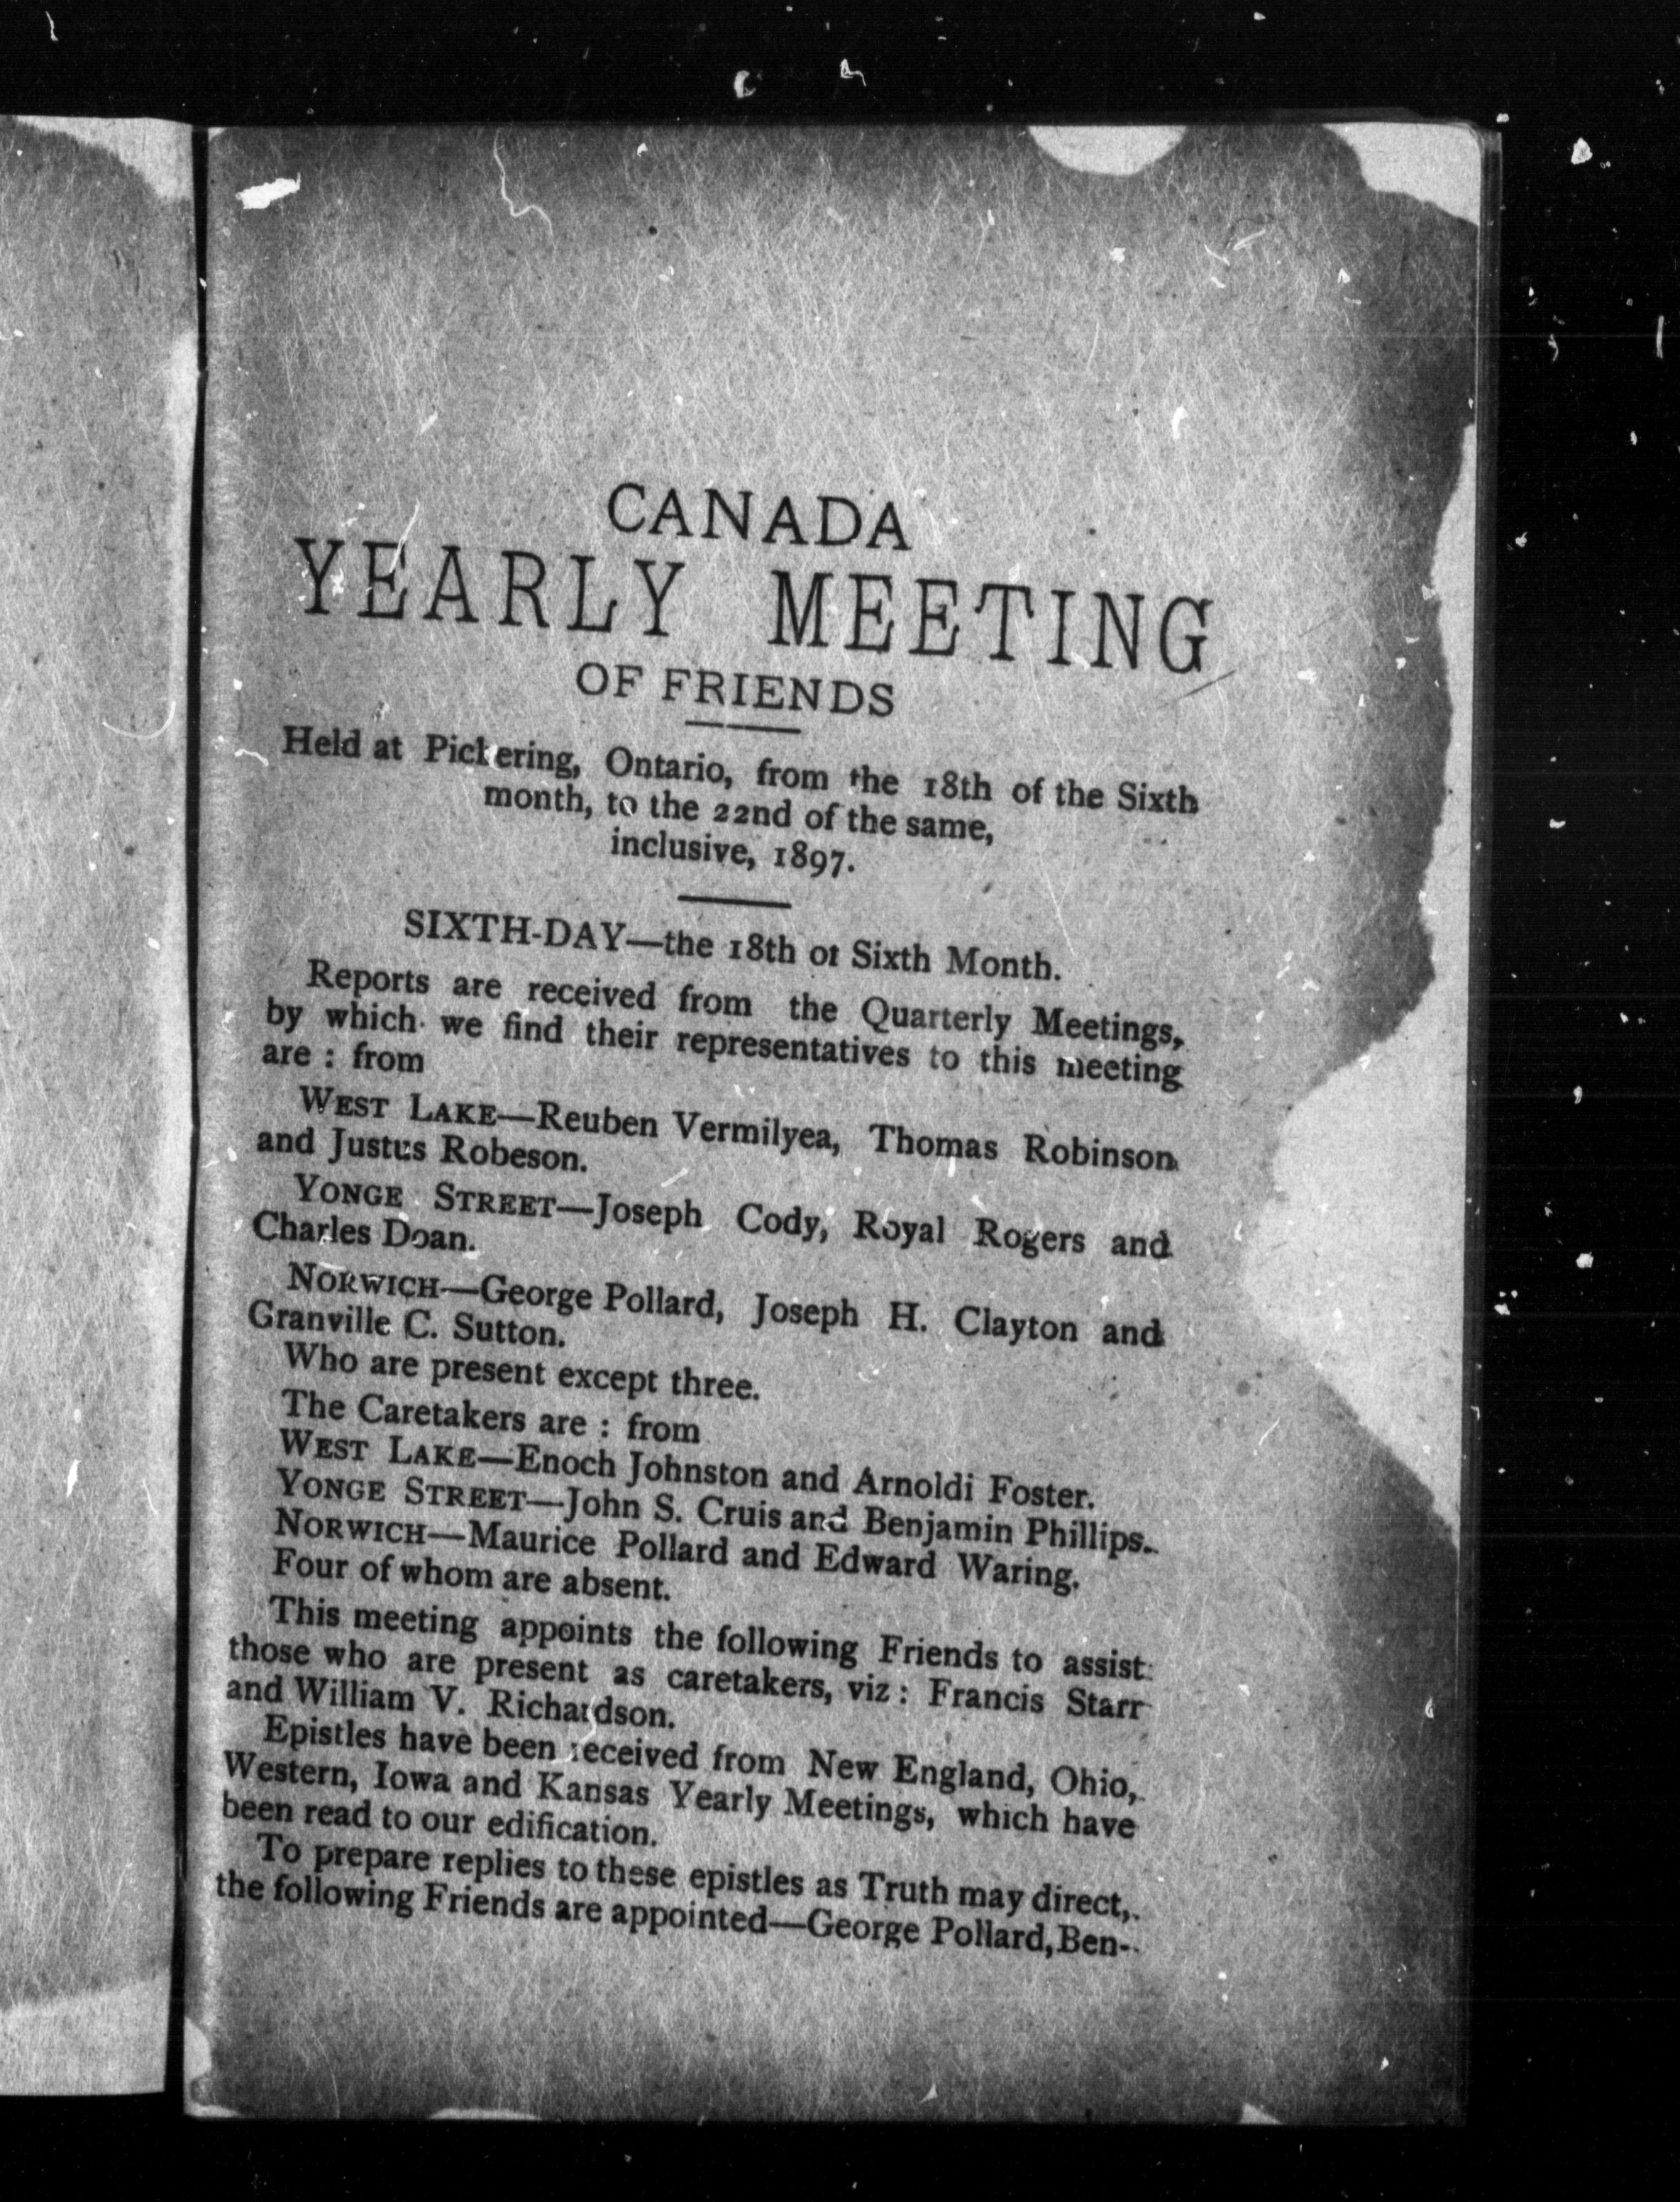 CANADA
YEARLY MEETING
OF FRIENDS
Held at Pickering, Ontario, from the 18th of the Sixth
month, to the 22nd of the same,
inclusive, 1897.
SIXTH-DAY—the 18th of Sixth Month.
Reports are received from the Quarterly Meetings,
by which we find their representatives to this meeting
are : from
WEST LAKE—Reuben Vermilyea, Thomas Robinson
and Justus Robeson.
YONGE STREET—Joseph Cody, Royal Rogers and
Charles Doan.
NORWICH—George Pollard, Joseph H. Clayton and
Granville C. Sutton.
Who are present except three.
The Caretakers are : from
WEST LAKE—Enoch Johnston and Arnoldi Foster.
YONGE STREET—John S. Cruis and Benjamin Phillips.
NORWICH—Maurice Pollard and Edward Waring.
Four of whom are absent.
This meeting appoints the following Friends to assist
those who are present as caretakers, viz : Francis Starr
and William V. Richardson.
Epistles have been received from New England, Ohio,
Western, Iowa and Kansas Yearly Meetings, which have
been read to our edification.
To prepare replies to these epistles as Truth may direct,
the following Friends are appointed—George Pollard, Ben-